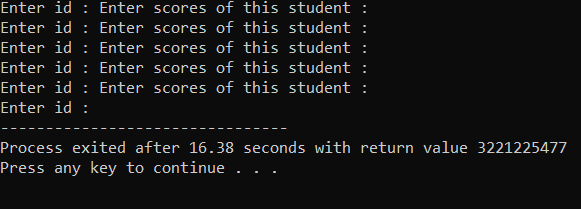 Enter id : Enter scores of this student :
Enter id : Enter scores of this student :
Enter id : Enter scores of this student :
Enter id : Enter scores of this student :
Enter id : Enter scores of this student :
Enter id :
--------------------------------
Process exited after 16.38 seconds with return value 3221225477
Press any key to continue . . .